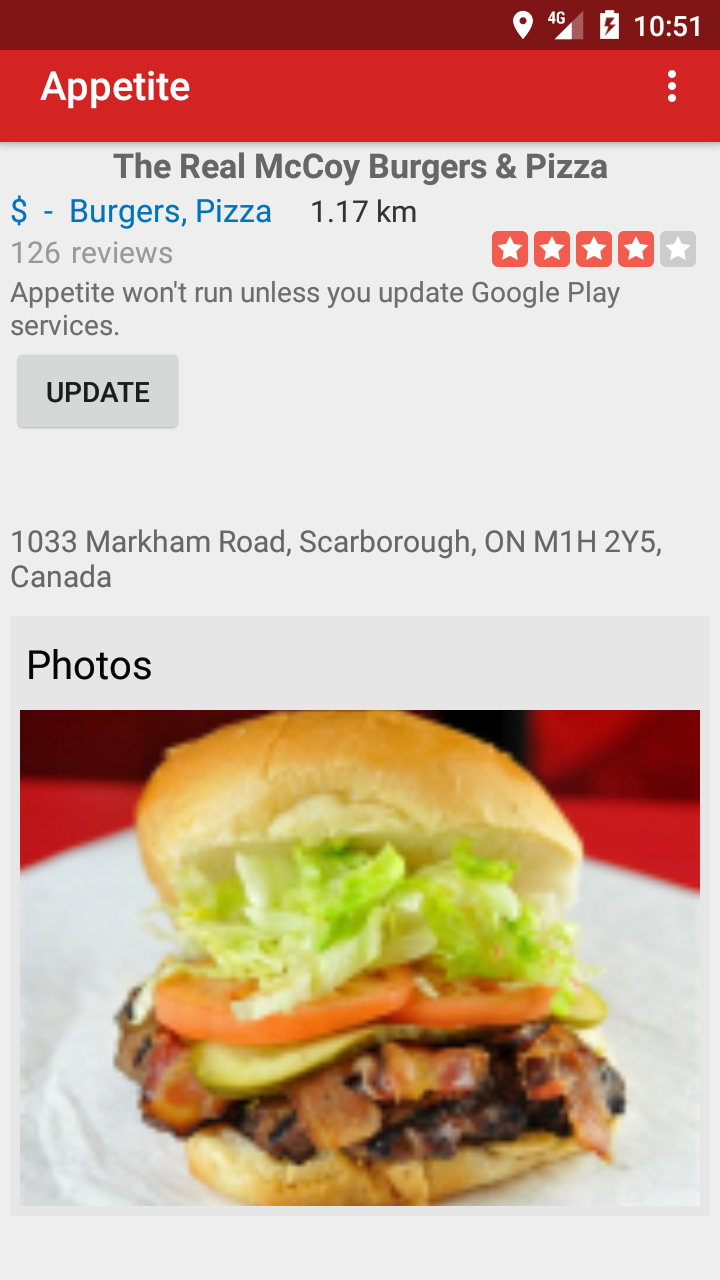 4G 10:51
Appetite
The Real McCoy Burgers & Pizza
$ - Burgers, Pizza 1.17 km
126 reviews
Appetite won't run unless you update Google Play
services.
UPDATE
1033 Markham Road, Scarborough, ON M1H 2Y5,
Canada
Photos